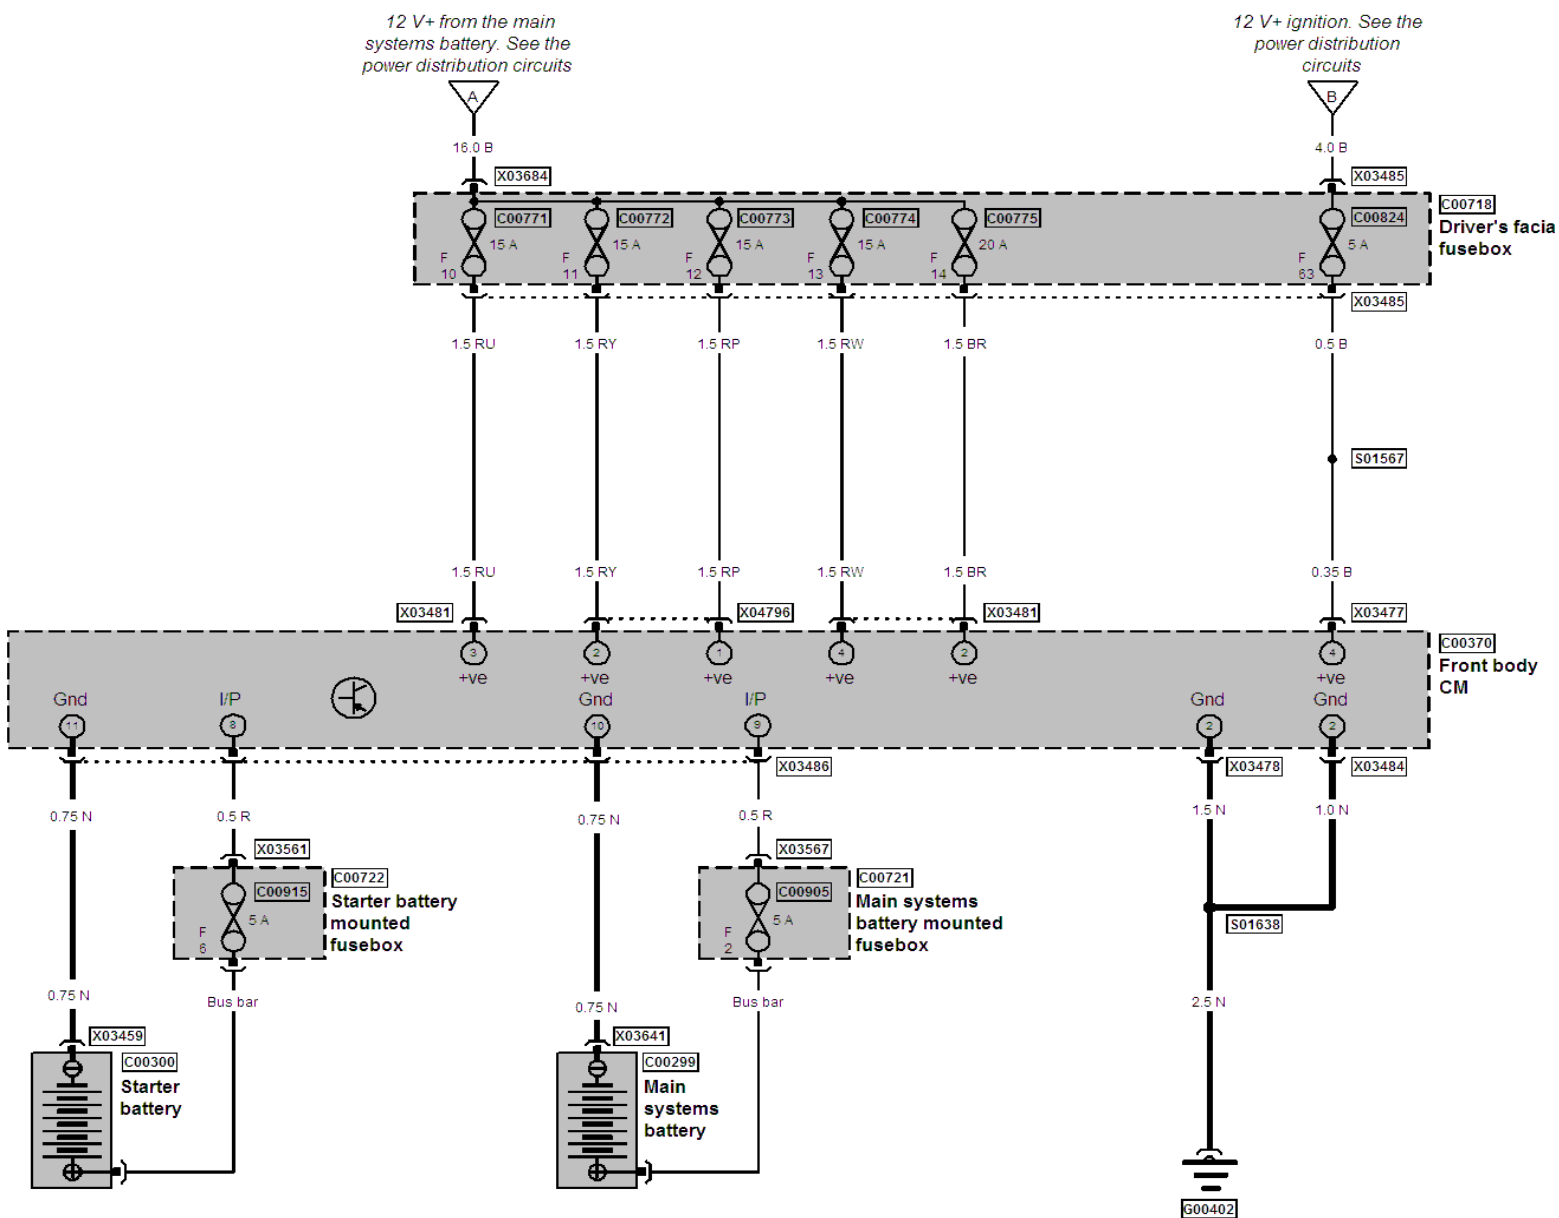 12 V+ from the main
systems battery. See the
power distribution circuits
12 V+ ignition. See the
power distribution
circuits
A
B
16.0 B
4.0 B
X03684
X03485
C00771
C00772
C00773
C00774
C00775
C00824
C00718
Driver's facia
fusebox
15 A
15 A
15 A
15 A
20 A
5 A
F
10
F
11
F
12
F
13
F
14
F
63
X03485
1.5 RU
1.5 RY
1.5 RP
1.5 RW
1.5 BR
0.5 B
S01567
1.5 RU
1.5 RY
1.5 RP
1.5 RW
1.5 BR
0.35 B
X03481
X04796
X03481
X03477
3
2
1
4
2
4
+ve
+ve
+ve
+ve
+ve
+ve
C00370
Front body
CM
Gnd
I/P
Gnd
I/P
Gnd
Gnd
11
8
10
9
2
2
X03486
X03478
X03484
0.75 N
0.5 R
0.75 N
0.5 R
1.5 N
1.0 N
X03561
X03567
C00722
Starter battery
mounted
fusebox
C00915
5 A
F
6
C00721
Main systems
battery mounted
fusebox
C00905
5 A
F
2
S01638
0.75 N
Bus bar
0.75 N
Bus bar
2.5 N
X03459
X03641
C00300
Starter
battery
C00299
Main
systems
battery
G00402